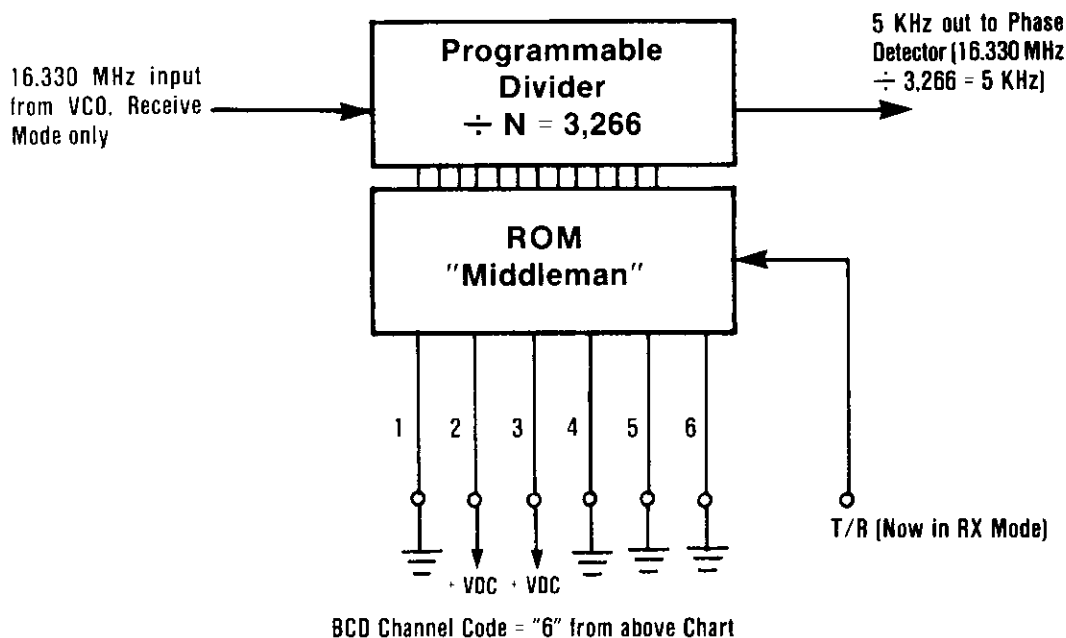 Programmable
Divider
÷ N = 3,266
16.330 MHz input
from VCO. Receive
Mode only
5 KHz out to Phase
Detector (16.330 MHz
÷ 3,266 = 5 KHz)
ROM
"Middleman"
1 2 3 4 5 6
T/R (Now in RX Mode)
+ VDC + VDC
BCD Channel Code = "6" from above Chart